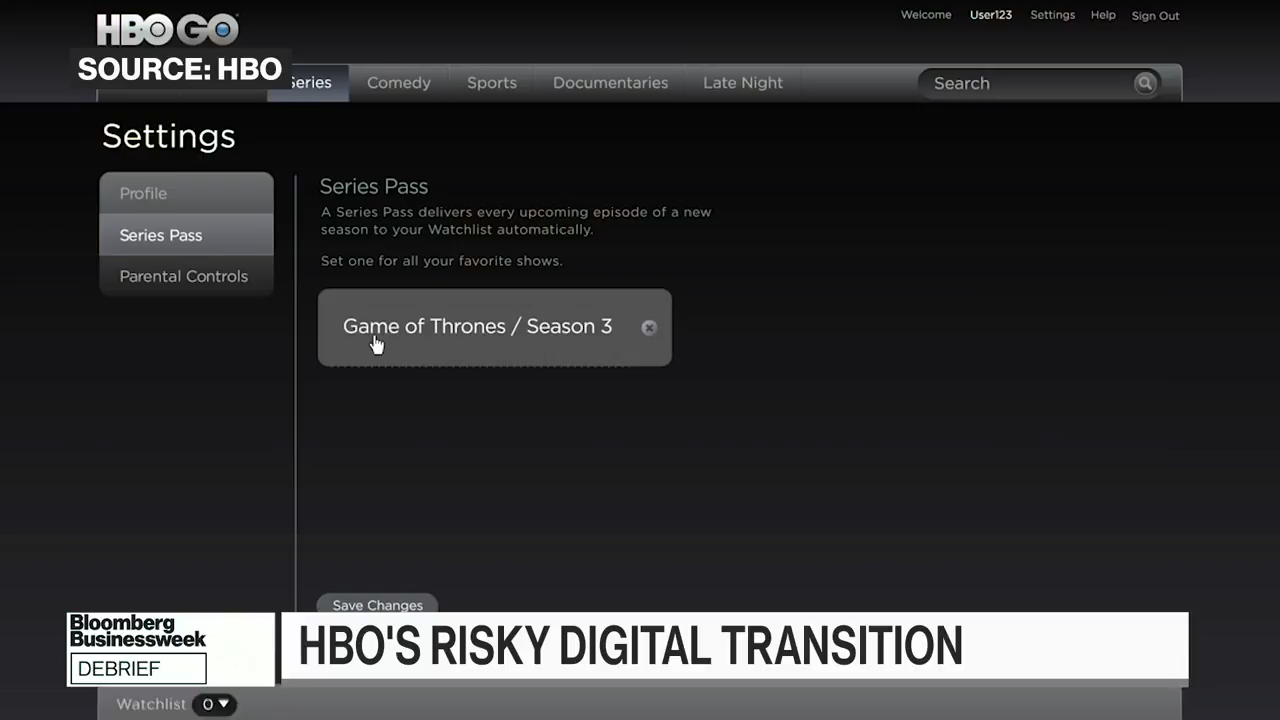 HBO GO
Welcome User123 Settings Help Sign Out
SOURCE: HBO
Series Comedy Sports Documentaries Late Night Search
Settings
Profile
Series Pass
Parental Controls
Series Pass
A Series Pass delivers every upcoming episode of a new
season to your Watchlist automatically.
Set one for all your favorite shows.
Game of Thrones / Season 3
Save Changes
Bloomberg
Businessweek
DEBRIEF
HBO'S RISKY DIGITAL TRANSITION
Watchlist 0